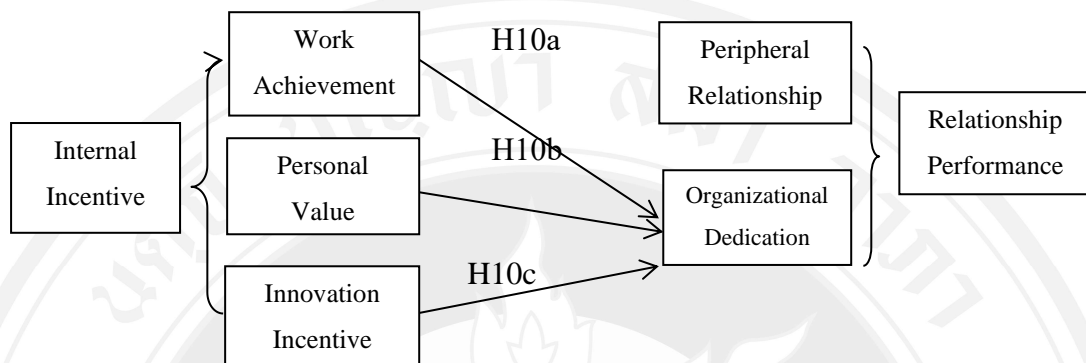 Internal
Incentive
Work
Achievement
Personal
Value
Innovation
Incentive
H10a
H10b
H10c
Peripheral
Relationship
Organizational
Dedication
Relationship
Performance